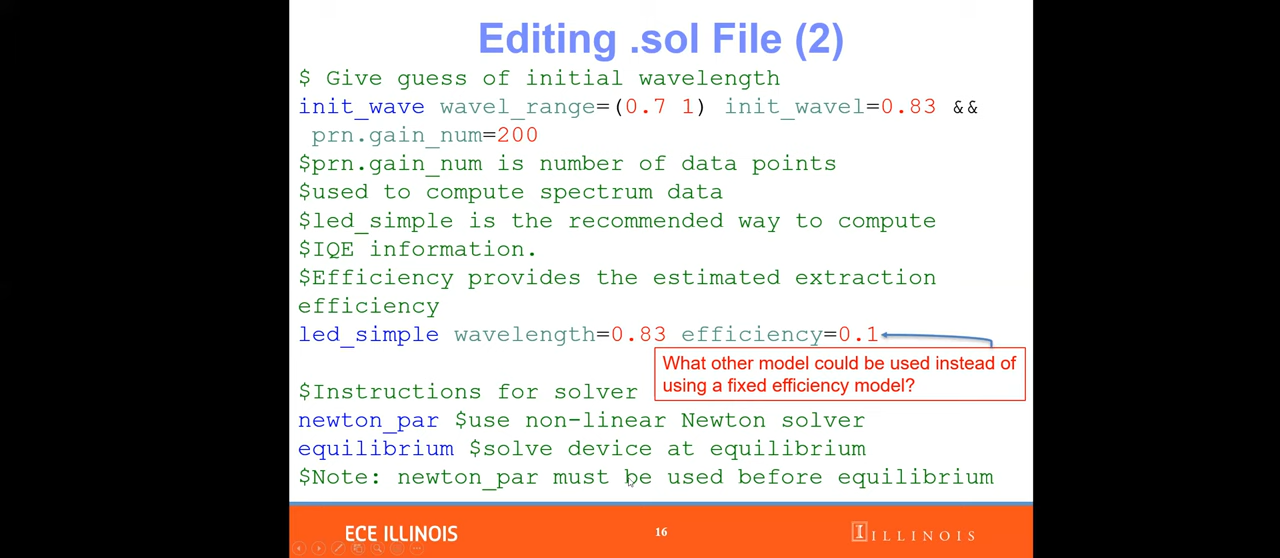 Editing .sol File (2)
$ Give guess of initial wavelength
init_wave wavel_range=(0.7 1) init_wavel=0.83 &&
prn.gain_num=200
$prn.gain_num is number of data points
$used to compute spectrum data
$led_simple is the recommended way to compute
$IQE information.
$Efficiency provides the estimated extraction
efficiency
led_simple wavelength=0.83 efficiency=0.1
What other model could be used instead of
using a fixed efficiency model?
$Instructions for solver
newton_par $use non-linear Newton solver
equilibrium $solve device at equilibrium
$Note: newton_par must be used before equilibrium
ECE ILLINOIS
16
I ILLINOIS